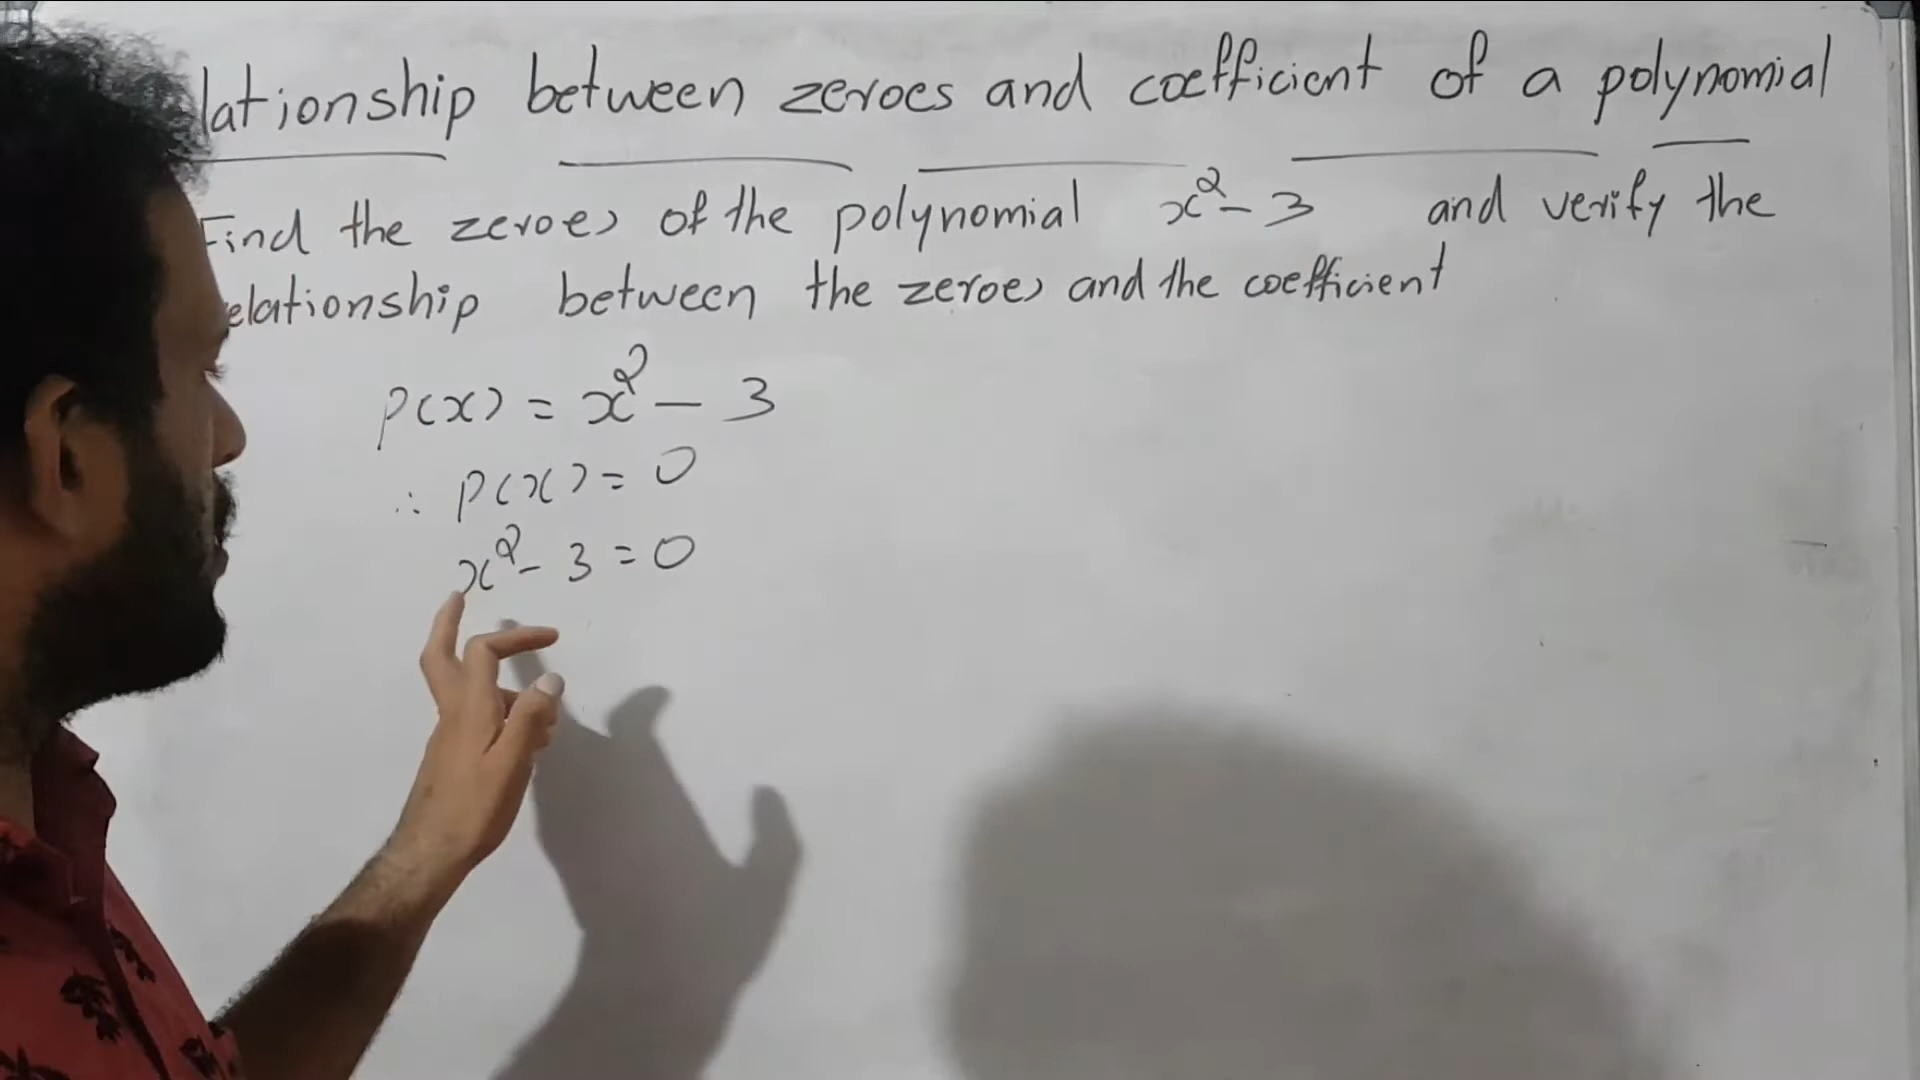 lationship between zeroes and coefficient of a polynomial
Find the zeroes of the polynomial x² - 3 and verify the
elationship between the zeroes and the coefficient
P(x) = x² - 3
∴ P(x) = 0
x² - 3 = 0